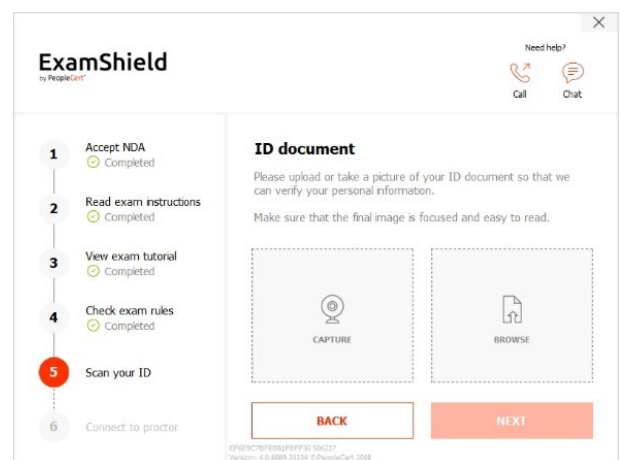 ExamShield
by PeopleCert
Need help?
Call
Chat
1
Accept NDA
Completed
2
Read exam instructions
Completed
3
View exam tutorial
Completed
4
Check exam rules
Completed
5
Scan your ID
6
Connect to proctor
ID document
Please upload or take a picture of your ID document so that we
can verify your personal information.
Make sure that the final image is focused and easy to read.
CAPTURE
BROWSE
BACK
NEXT
506227
©PeopleCert 2018